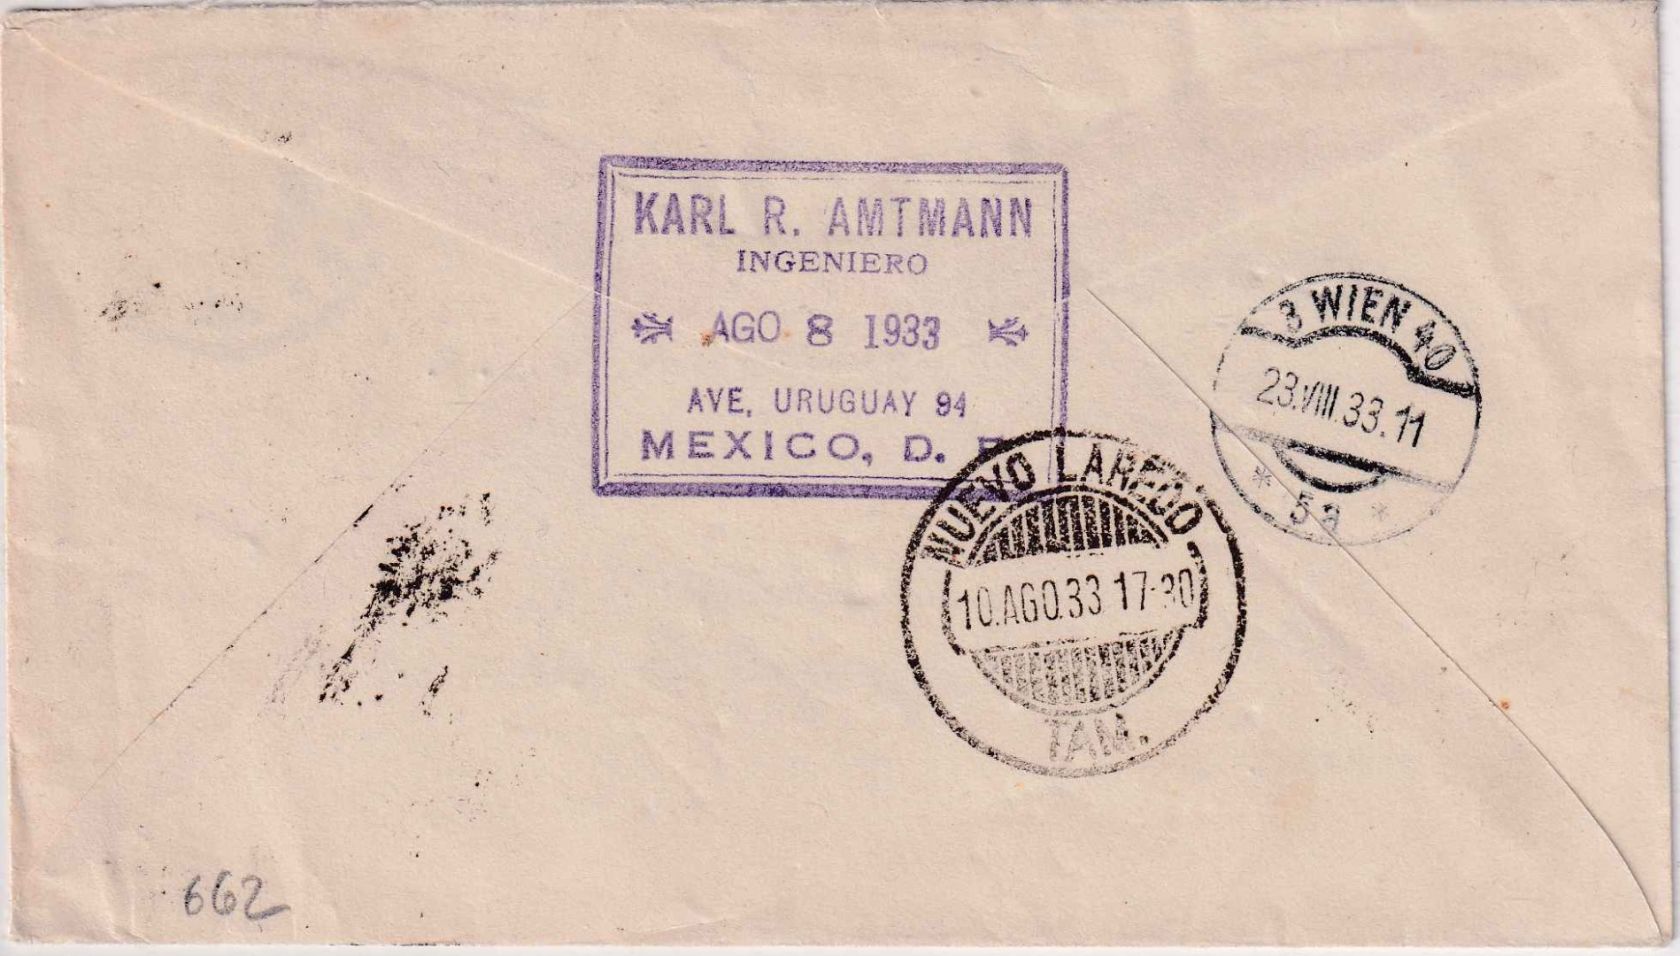 KARL R. AMTMANN
INGENIERO
AGO 8 1933
AVE, URUGUAY 94
MEXICO, D. F
3 WIEN 40
23.VIII.33.11
* 5a *
NUEVO LAREDO
10.AGO.33 17-30
TAM.
662